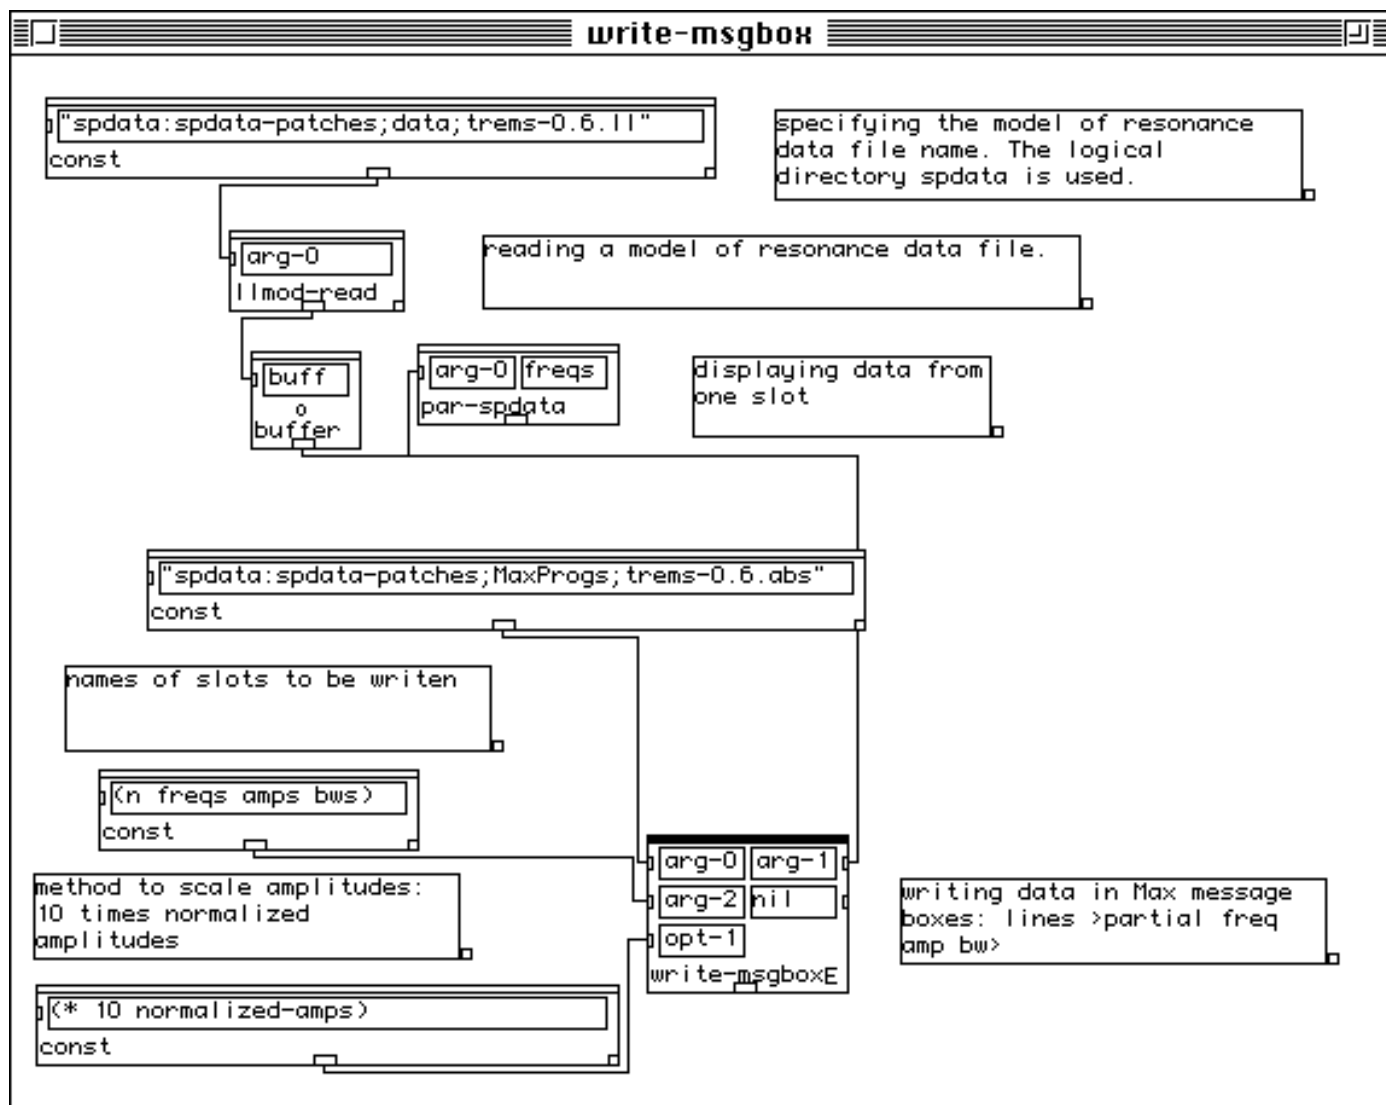 write-msgbox
"spdata:spdata-patches;data;trems-0.6.ll"
const
specifying the model of resonance
data file name. The logical
directory spdata is used.
arg-0
llmod-read
reading a model of resonance data file.
buff
o
buffer
arg-0 freqs
par-spdata
displaying data from
one slot
"spdata:spdata-patches;MaxProgs;trems-0.6.abs"
const
names of slots to be writen
(n freqs amps bws)
const
method to scale amplitudes:
10 times normalized
amplitudes
arg-0 arg-1
arg-2 nil
opt-1
write-msgboxE
writing data in Max message
boxes: lines >partial freq
amp bw>
(* 10 normalized-amps)
const